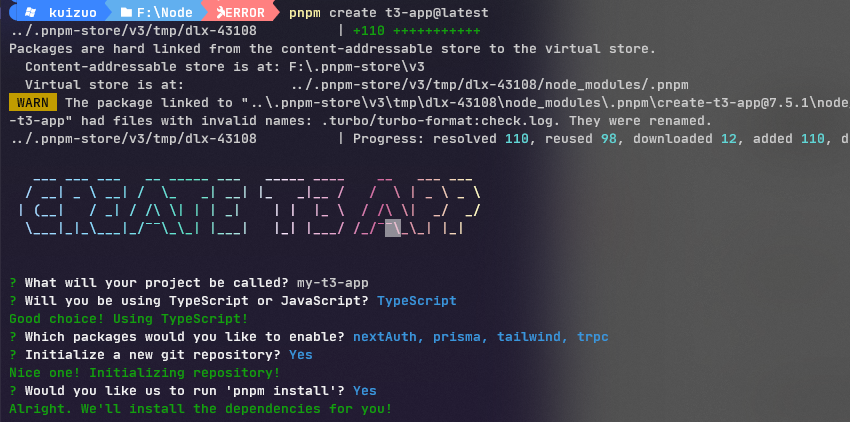 kuizuo F:\Node ERROR pnpm create t3-app@latest
../.pnpm-store/v3/tmp/dlx-43108 | +110 +++++++++++
Packages are hard linked from the content-addressable store to the virtual store.
Content-addressable store is at: F:\.pnpm-store\v3
Virtual store is at: ../.pnpm-store/v3/tmp/dlx-43108/node_modules/.pnpm
WARN The package linked to "..\.pnpm-store\v3\tmp\dlx-43108\node_modules\.pnpm\create-t3-app@7.5.1\node
-t3-app" had files with invalid names: .turbo/turbo-format:check.log. They were renamed.
../.pnpm-store/v3/tmp/dlx-43108 | Progress: resolved 110, reused 98, downloaded 12, added 110, d
CREATE T3 APP
? What will your project be called? my-t3-app
? Will you be using TypeScript or JavaScript? TypeScript
Good choice! Using TypeScript!
? Which packages would you like to enable? nextAuth, prisma, tailwind, trpc
? Initialize a new git repository? Yes
Nice one! Initializing repository!
? Would you like us to run 'pnpm install'? Yes
Alright. We'll install the dependencies for you!